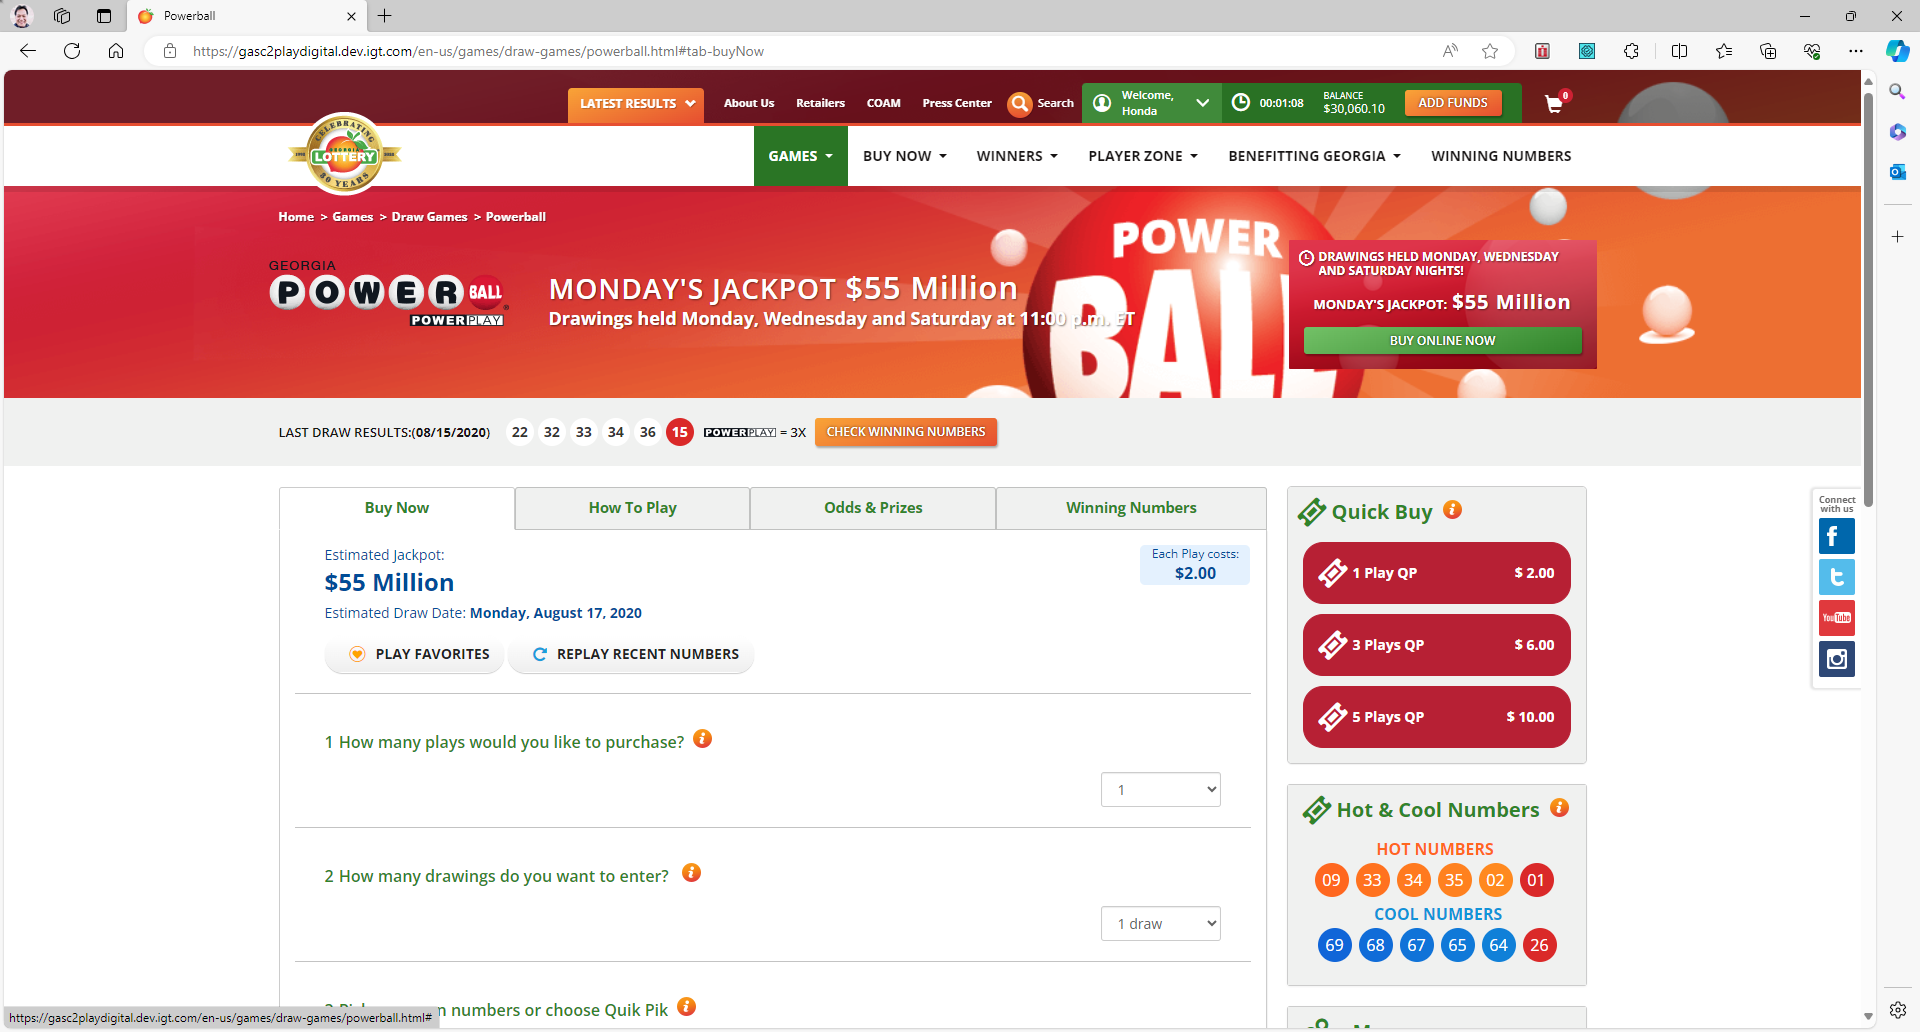 Powerball
https://gasc2playdigital.dev.igt.com/en-us/games/draw-games/powerball.html#tab-buyNow
LATEST RESULTS
About Us
Retailers
COAM
Press Center
Search
Welcome,
Honda
00:01:08
BALANCE
$30,060.10
ADD FUNDS
0
CELEBRATING
GEORGIA
LOTTERY
30 YEARS
GAMES
BUY NOW
WINNERS
PLAYER ZONE
BENEFITTING GEORGIA
WINNING NUMBERS
Home > Games > Draw Games > Powerball
GEORGIA
POWER BALL
POWERPLAY
MONDAY'S JACKPOT $55 Million
Drawings held Monday, Wednesday and Saturday at 11:00 p.m. ET
POWER
BALL
DRAWINGS HELD MONDAY, WEDNESDAY
AND SATURDAY NIGHTS!
MONDAY'S JACKPOT: $55 Million
BUY ONLINE NOW
LAST DRAW RESULTS:(08/15/2020) 22 32 33 34 36 15 POWERPLAY = 3X
CHECK WINNING NUMBERS
Buy Now
How To Play
Odds & Prizes
Winning Numbers
Estimated Jackpot:
$55 Million
Estimated Draw Date: Monday, August 17, 2020
Each Play costs:
$2.00
PLAY FAVORITES
REPLAY RECENT NUMBERS
1 How many plays would you like to purchase?
1
2 How many drawings do you want to enter?
1 draw
n numbers or choose Quik Pik
Quick Buy
1 Play QP $ 2.00
3 Plays QP $ 6.00
5 Plays QP $ 10.00
Hot & Cool Numbers
HOT NUMBERS
09 33 34 35 02 01
COOL NUMBERS
69 68 67 65 64 26
Connect
with us
YouTube
https://gasc2playdigital.dev.igt.com/en-us/games/draw-games/powerball.html#